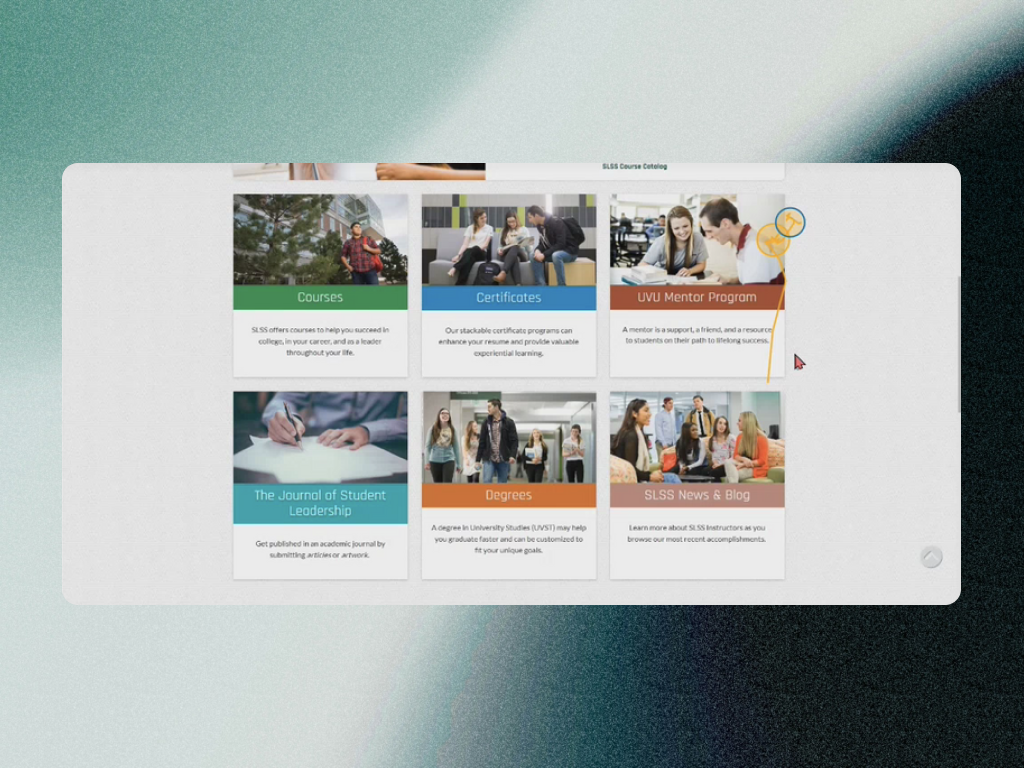 SLSS Course Catalog
Courses
SLSS offers courses to help you succeed in
college, in your career, and as a leader
throughout your life.
Certificates
Our stackable certificate programs can
enhance your resume and provide valuable
experiential learning.
UVU Mentor Program
A mentor is a support, a friend, and a resource
to students on their path to lifelong success.
The Journal of Student
Leadership
Get published in an academic journal by
submitting articles or artwork.
Degrees
A degree in University Studies (UVST) may help
you graduate faster and can be customized to
fit your unique goals.
SLSS News & Blog
Learn more about SLSS instructors as you
browse our most recent accomplishments.